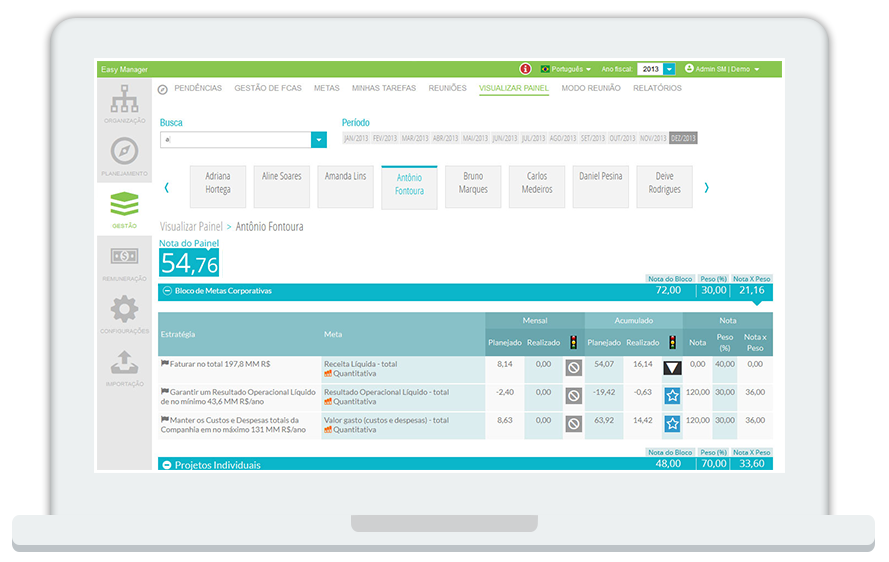 Easy Manager
Português
Ano fiscal: 2013
Admin SM | Demo
PENDÊNCIAS GESTÃO DE FCAS METAS MINHAS TAREFAS REUNIÕES VISUALIZAR PAINEL MODO REUNIÃO RELATÓRIOS
ORGANIZAÇÃO
PLANEJAMENTO
GESTÃO
REMUNERAÇÃO
CONFIGURAÇÕES
IMPORTAÇÃO
Busca
Período
JAN/2013 FEV/2013 MAR/2013 ABR/2013 MAI/2013 JUN/2013 JUL/2013 AGO/2013 SET/2013 OUT/2013 NOV/2013 DEZ/2013
Adriana Hortega
Aline Soares
Amanda Lins
Antônio Fontoura
Bruno Marques
Carlos Medeiros
Daniel Pesina
Deive Rodrigues
Visualizar Painel > Antônio Fontoura
Nota do Painel
54,76
Nota do Bloco Peso (%) Nota X Peso
Bloco de Metas Corporativas 72,00 30,00 21,16
Mensal Acumulado Nota
Estratégia Meta Planejado Realizado Planejado Realizado Nota Peso (%) Nota x Peso
Faturar no total 197,8 MM R$ Receita Líquida - total 8,14 0,00 54,07 16,14 0,00 40,00 0,00
Quantitativa
Garantir um Resultado Operacional Líquido Resultado Operacional Líquido - total -2,40 0,00 -19,42 -0,63 120,00 30,00 36,00
de no mínimo 43,6 MM R$/ano Quantitativa
Manter os Custos e Despesas totais da Valor gasto (custos e despesas) - total 8,63 0,00 63,92 14,42 120,00 30,00 36,00
Companhia em no máximo 131 MM R$/ano Quantitativa
Nota do Bloco Peso (%) Nota X Peso
Projetos Individuais 48,00 70,00 33,60